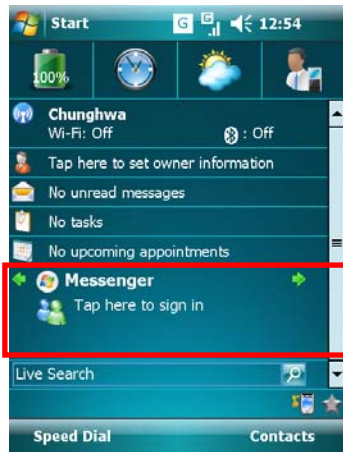 Start G G 12:54
100%
Chunghwa
Wi-Fi: Off : Off
Tap here to set owner information
No unread messages
No tasks
No upcoming appointments
Messenger
Tap here to sign in
Live Search
Speed Dial Contacts